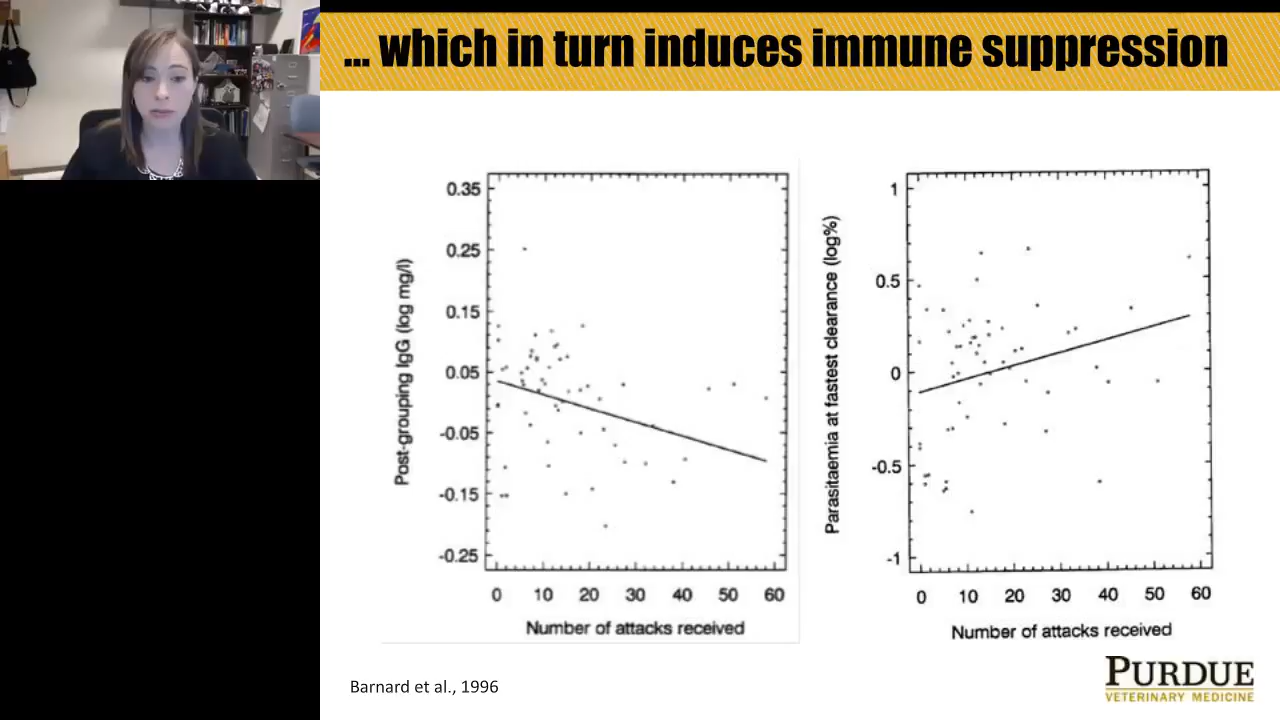 ... which in turn induces immune suppression
Post-grouping IgG (log mg/l)
0.35
0.25
0.15
0.05
-0.05
-0.15
-0.25
0 10 20 30 40 50 60
Number of attacks received
Parasitaemia at fastest clearance (log%)
1
0.5
0
-0.5
-1
0 10 20 30 40 50 60
Number of attacks received
Barnard et al., 1996
PURDUE
VETERINARY MEDICINE